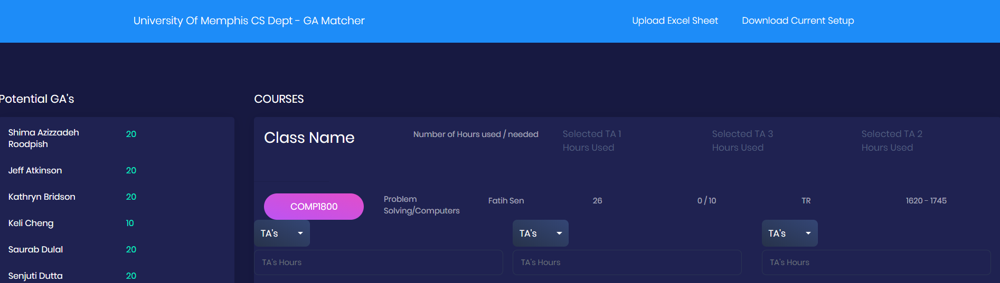 University Of Memphis CS Dept - GA Matcher
Upload Excel Sheet
Download Current Setup
Potential GA's
Shima Azizzadeh
Roodpish
20
Jeff Atkinson
20
Kathryn Bridson
20
Keli Cheng
10
Saurab Dulal
20
Senjuti Dutta
20
COURSES
Class Name
Number of Hours used / needed
Selected TA 1
Hours Used
Selected TA 3
Hours Used
Selected TA 2
Hours Used
COMP1800
Problem
Solving/Computers
Fatih Sen
26
0 / 10
TR
1620 - 1745
TA's
TA's
TA's
TA's Hours
TA's Hours
TA's Hours